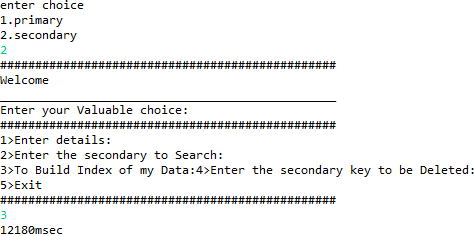 enter choice
1.primary
2.secondary
2
################################################
Welcome
________________________________________________
Enter your Valuable choice:
################################################
1>Enter details:
2>Enter the secondary to Search:
3>To Build Index of my Data:4>Enter the secondary key to be Deleted:
5>Exit
################################################
3
12180msec